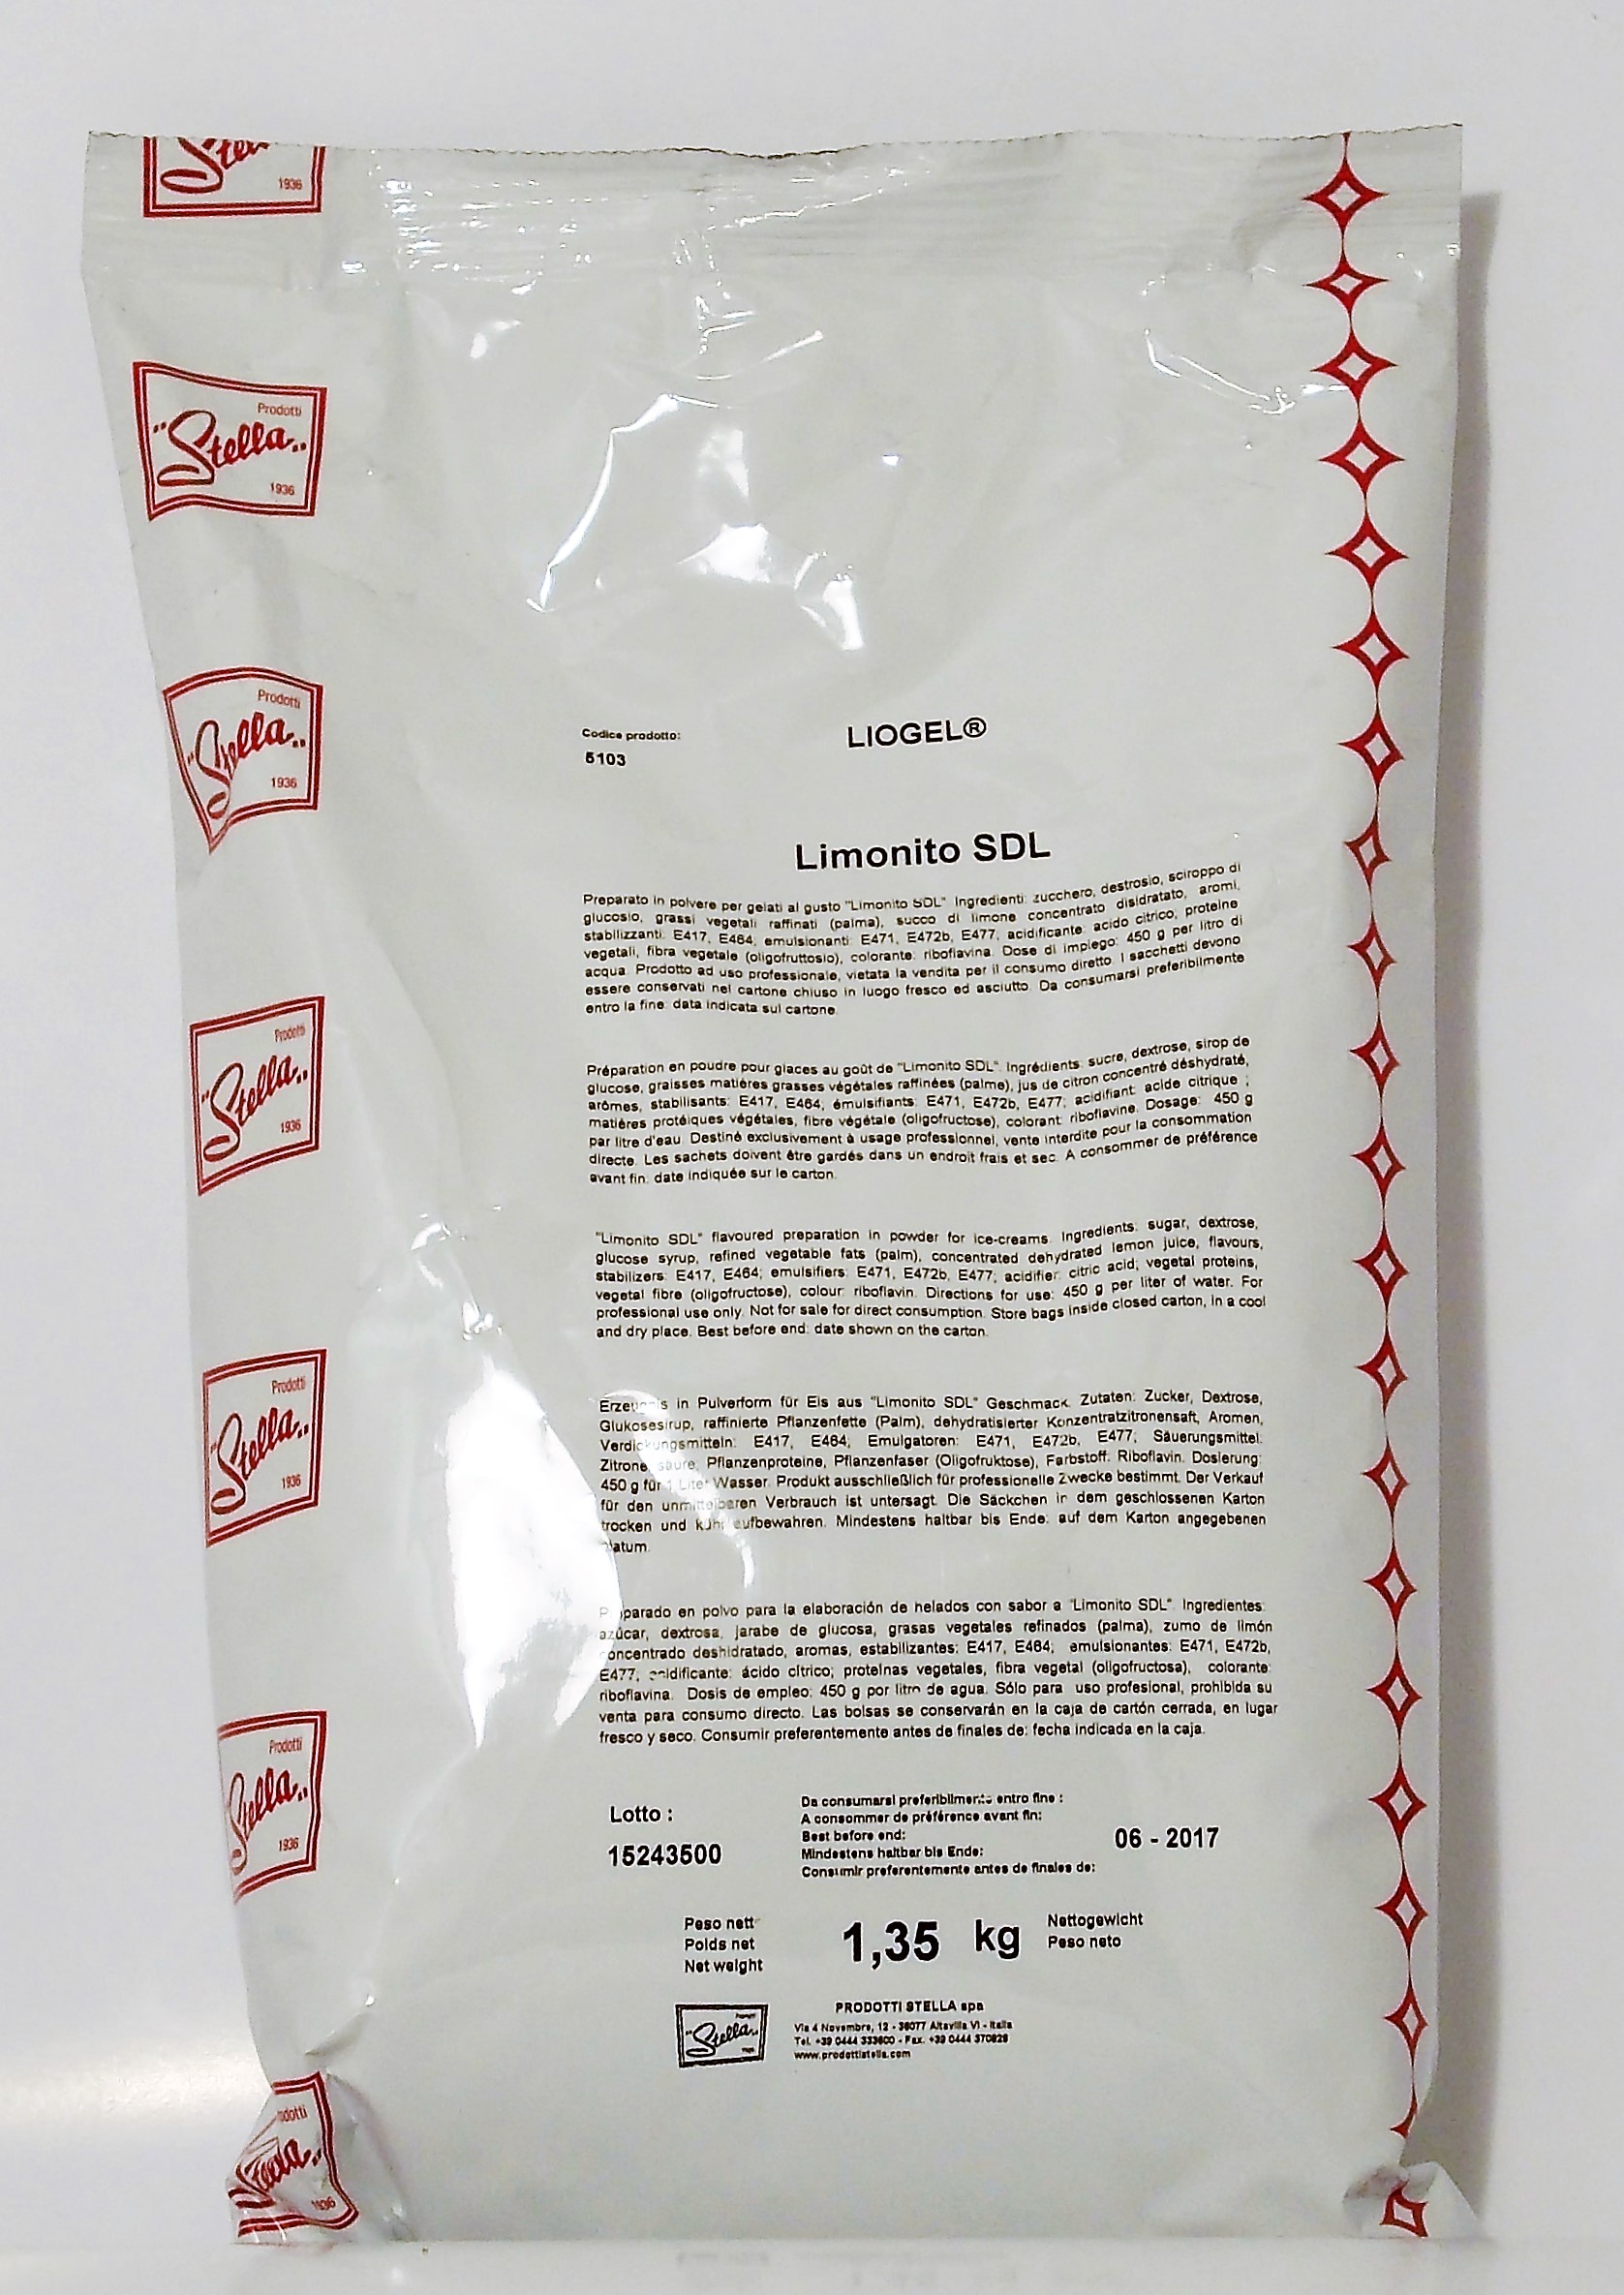 Stella
1936
Prodotti
"Stella„
1936
Prodotti
"Stella„
1936
Prodotti
"Stella„
1936
Prodotti
"Stella„
1936
Prodotti
Stella„
1936
1936
Codice prodotto:
5103
LIOGEL®
Limonito SDL
Preparato in polvere per gelati al gusto "Limonito SDL" Ingredienti: zucchero, destrosio, sciroppo di
glucosio, grassi vegetali raffinati (palma), succo di limone concentrato disidratato, aromi,
stabilizzanti: E417, E464; emulsionanti: E471, E472b, E477; acidificante: acido citrico; proteine
vegetali, fibra vegetale (oligofruttosio), colorante: riboflavina. Dose di impiego: 450 g per litro di
acqua. Prodotto ad uso professionale, vietata la vendita per il consumo diretto. I sacchetti devono
essere conservati nel cartone chiuso in luogo fresco ed asciutto. Da consumarsi preferibilmente
entro la fine: data indicata sul cartone.
Préparation en poudre pour glaces au goût de "Limonito SDL". Ingrédients: sucre, dextrose, sirop de
glucose, graisses matières grasses végétales raffinées (palme), jus de citron concentré déshydraté,
arômes, stabilisants: E417, E464; émulsifiants: E471, E472b, E477; acidifiant: acide citrique ;
matières protéiques végétales, fibre végétale (oligofructose), colorant: riboflavine. Dosage: 450 g
par litre d'eau. Destiné exclusivement à usage professionnel, vente interdite pour la consommation
directe. Les sachets doivent être gardés dans un endroit frais et sec. A consommer de préférence
avant fin: date indiquée sur le carton.
"Limonito SDL" flavoured preparation in powder for ice-creams. Ingredients: sugar, dextrose,
glucose syrup, refined vegetable fats (palm), concentrated dehydrated lemon juice, flavours,
stabilizers: E417, E464; emulsifiers: E471, E472b, E477; acidifier: citric acid; vegetal proteins,
vegetal fibre (oligofructose), colour: riboflavin. Directions for use: 450 g per liter of water. For
professional use only. Not for sale for direct consumption. Store bags inside closed carton, in a cool
and dry place. Best before end: date shown on the carton.
in Pulverform für Eis aus "Limonito SDL" Geschmack. Zutaten: Zucker, Dextrose,
Glukosesirup, raffinierte Pflanzenfette (Palm), dehydratisierter Konzentratzitronensaft, Aromen,
Verdickungsmitteln: E417, E464; Emulgatoren: E471, E472b, E477; Säuerungsmittel:
Zitronensäure, Pflanzenproteine, Pflanzenfaser (Oligofruktose), Farbstoff: Riboflavin. Dosierung:
450 g für 1 Liter Wasser. Produkt ausschließlich für professionelle Zwecke bestimmt. Der Verkauf
für den unmittelbaren Verbrauch ist untersagt. Die Säckchen in dem geschlossenen Karton
trocken und kühl aufbewahren. Mindestens haltbar bis Ende: auf dem Karton angegebenen
Datum.
Preparado en polvo para la elaboración de helados con sabor a "Limonito SDL". Ingredientes:
azúcar, dextrosa, jarabe de glucosa, grasas vegetales refinados (palma), zumo de limón
concentrado deshidratado, aromas, estabilizantes: E417, E464; emulsionantes: E471, E472b,
E477; acidificante: ácido cítrico; proteínas vegetales, fibra vegetal (oligofructosa), colorante:
riboflavina. Dosis de empleo: 450 g por litro de agua. Sólo para uso profesional, prohibida su
venta para consumo directo. Las bolsas se conservarán en la caja de cartón cerrada, en lugar
fresco y seco. Consumir preferentemente antes de finales de: fecha indicada en la caja.
Lotto :
15243500
Da consumarsi preferibilmente entro fine :
A consommer de préférence avant fin:
Best before end:
Mindestens haltbar bis Ende:
Consumir preferentemente antes de finales de:
06 - 2017
Peso netto
Poids net
Net weight
1,35 kg
Nettogewicht
Peso neto
"Stella„
PRODOTTI STELLA spa
Via 4 Novembre, 12 - 36077 Altavilla VI - Italia
Tel. +39 0444 333600 - Fax. +39 0444 370828
www.prodottistella.com